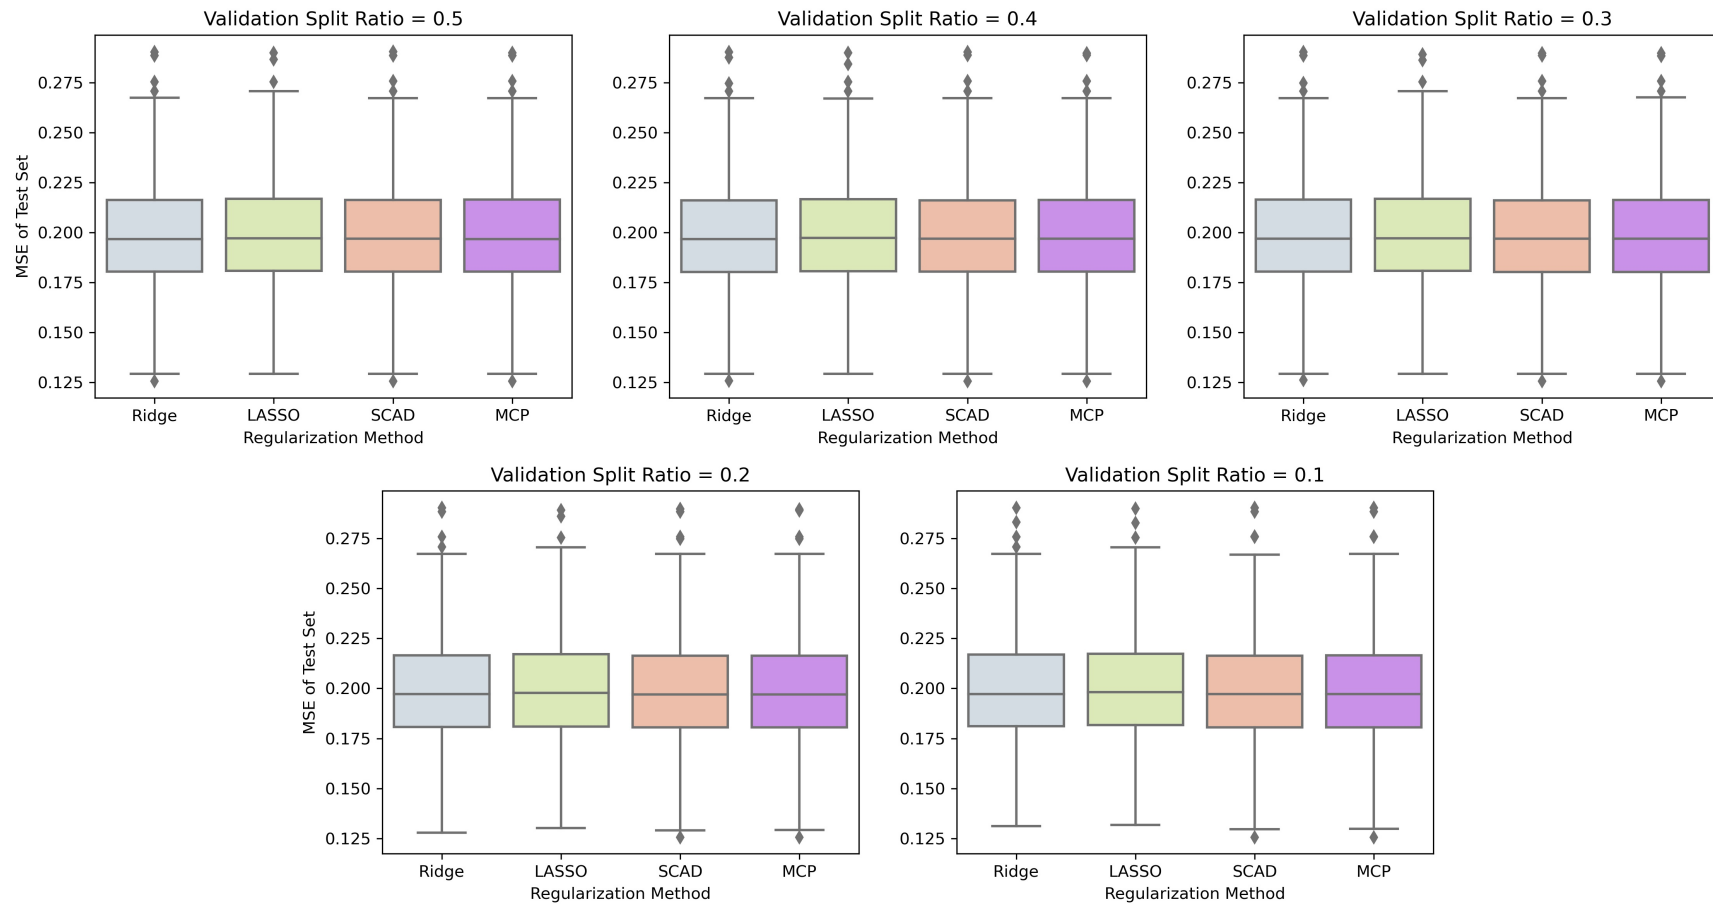 Validation Split Ratio = 0.5
MSE of Test Set
0.275
0.250
0.225
0.200
0.175
0.150
0.125
Ridge LASSO SCAD MCP
Regularization Method
Validation Split Ratio = 0.4
0.275
0.250
0.225
0.200
0.175
0.150
0.125
Ridge LASSO SCAD MCP
Regularization Method
Validation Split Ratio = 0.3
0.275
0.250
0.225
0.200
0.175
0.150
0.125
Ridge LASSO SCAD MCP
Regularization Method
Validation Split Ratio = 0.2
MSE of Test Set
0.275
0.250
0.225
0.200
0.175
0.150
0.125
Ridge LASSO SCAD MCP
Regularization Method
Validation Split Ratio = 0.1
0.275
0.250
0.225
0.200
0.175
0.150
0.125
Ridge LASSO SCAD MCP
Regularization Method